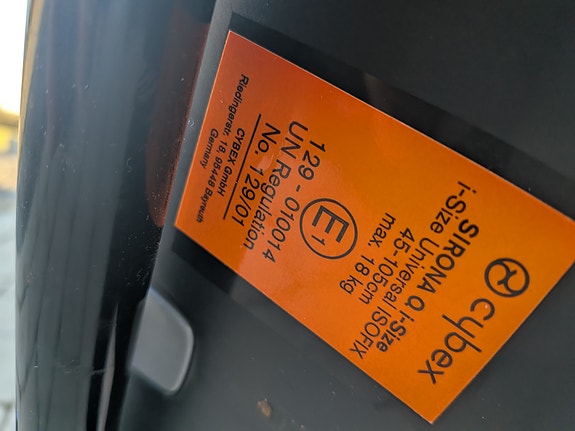 cybex
SIRONA Q i-Size
i-Size Universal ISOFIX
45-105cm
max. 18 kg
E1
129 - 010014
UN Regulation
No. 129/01
CYBEX GmbH
Riedingerstr. 18, 95448 Bayreuth
Germany